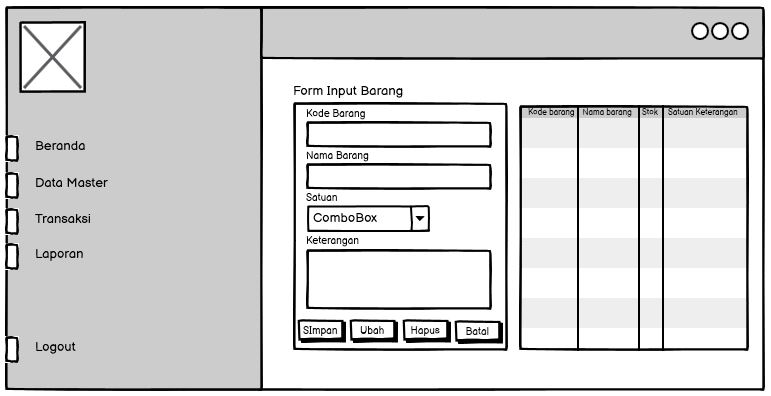 Beranda
Data Master
Transaksi
Laporan
Logout
Form Input Barang
Kode Barang
Nama Barang
Satuan
ComboBox
Keterangan
SImpan Ubah Hapus Batal
Kode barang Nama barang Stok Satuan Keterangan